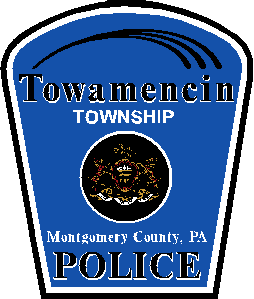 Towamencin
TOWNSHIP
Montgomery County, PA
POLICE